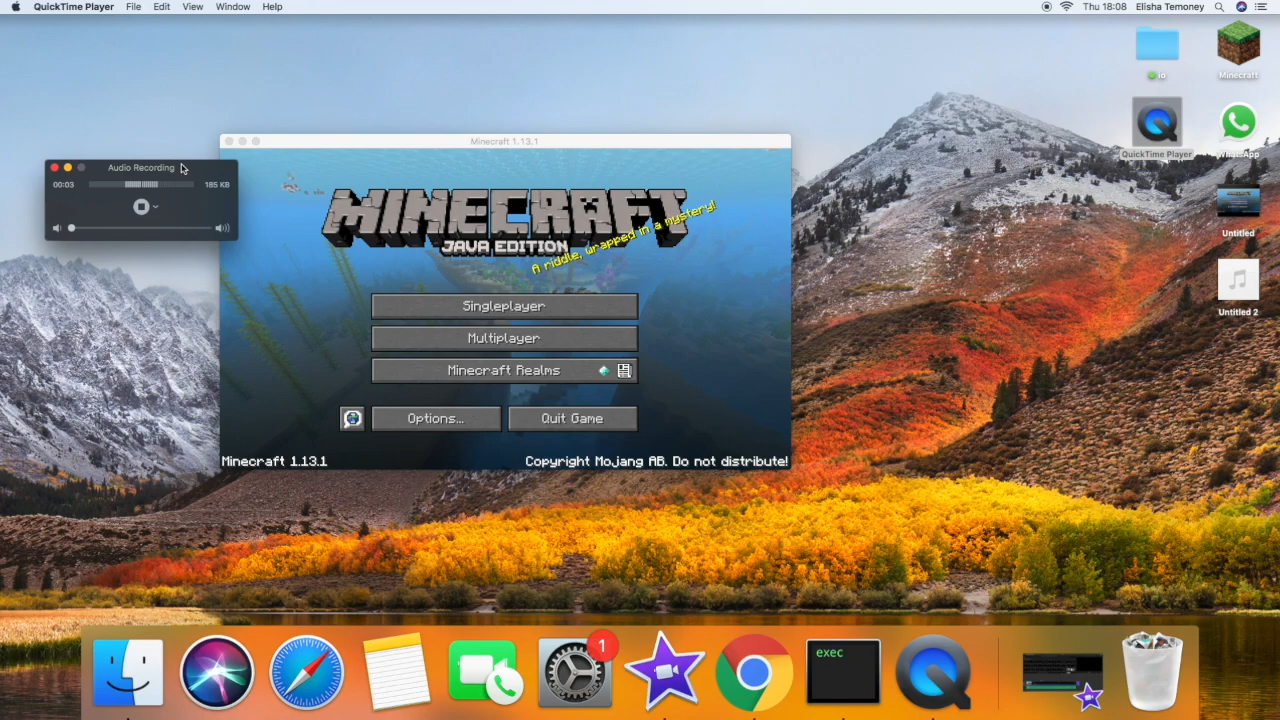 QuickTime Player File Edit View Window Help
Thu 18:08 Elisha Temoney
io
Minecraft
QuickTime Player
WhatsApp
Untitled
Untitled 2
Audio Recording
00:03
185 KB
Minecraft 1.13.1
MINECRAFT
JAVA EDITION
A riddle, wrapped in a mystery!
Singleplayer
Multiplayer
Minecraft Realms
Options...
Quit Game
Minecraft 1.13.1
Copyright Mojang AB. Do not distribute!
1
exec